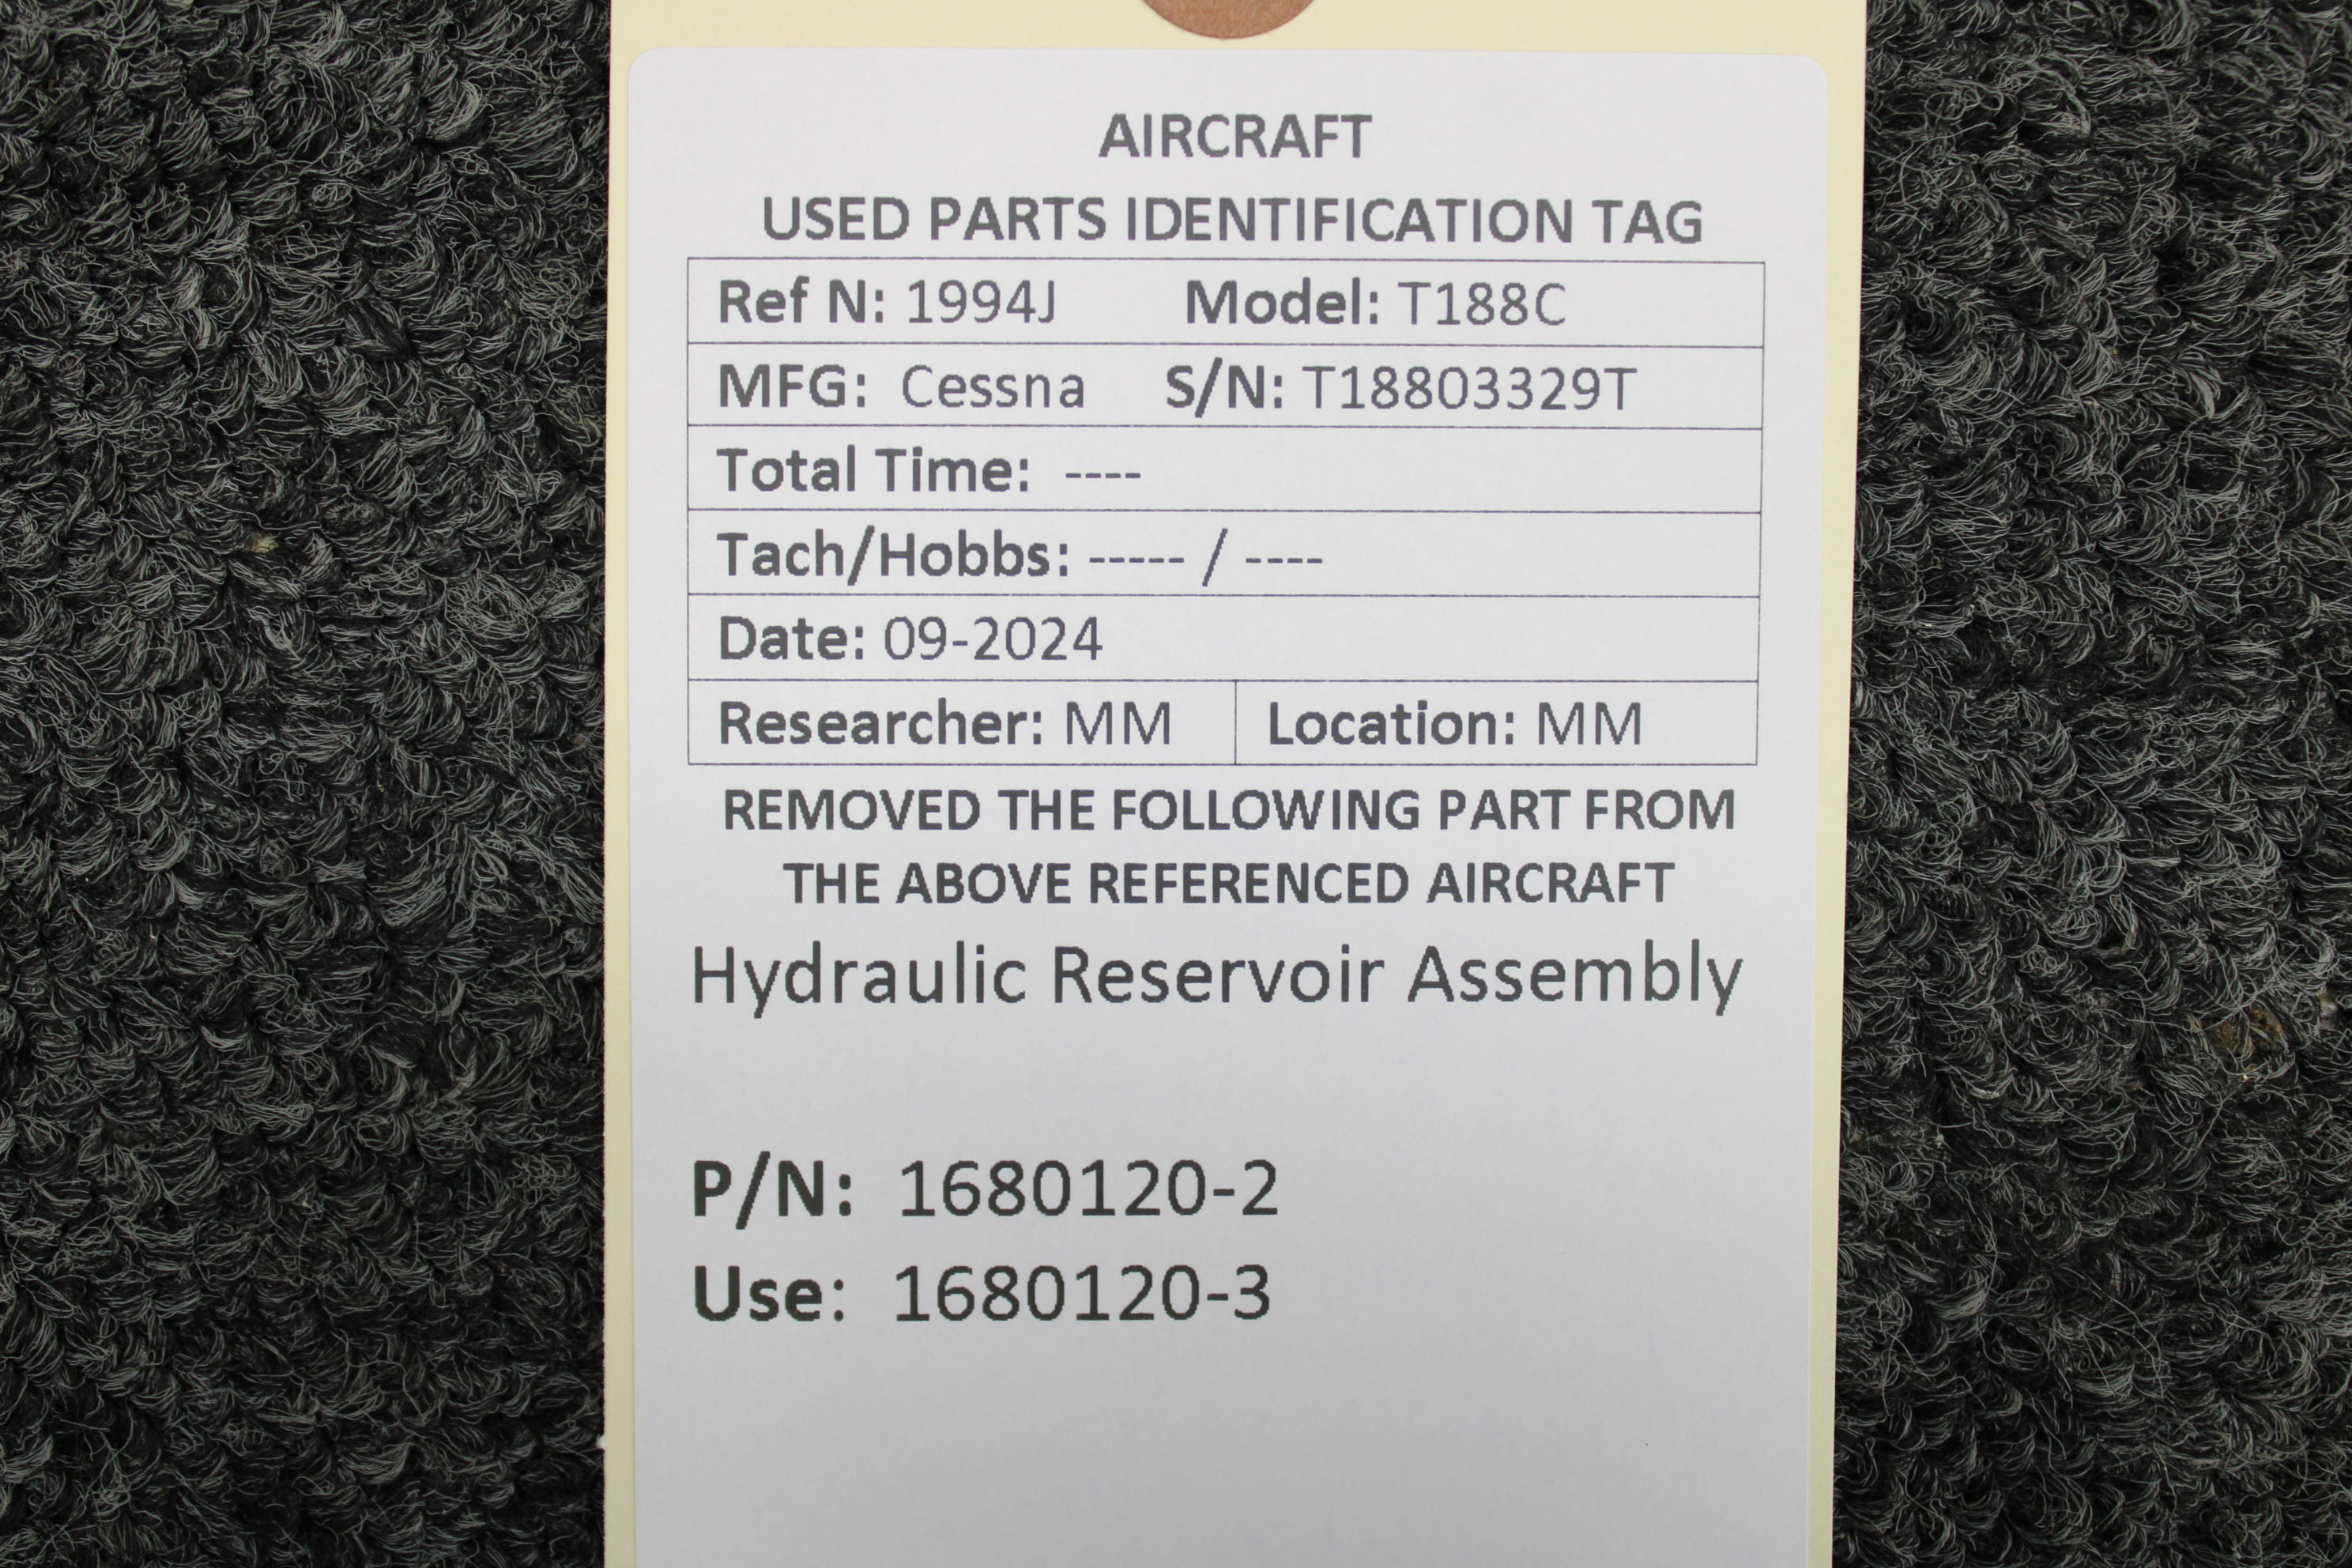 AIRCRAFT
USED PARTS IDENTIFICATION TAG
Ref N: 1994J Model: T188C
MFG: Cessna S/N: T18803329T
Total Time: ----
Tach/Hobbs: ----- / ----
Date: 09-2024
Researcher: MM Location: MM
REMOVED THE FOLLOWING PART FROM
THE ABOVE REFERENCED AIRCRAFT
Hydraulic Reservoir Assembly
P/N: 1680120-2
Use: 1680120-3